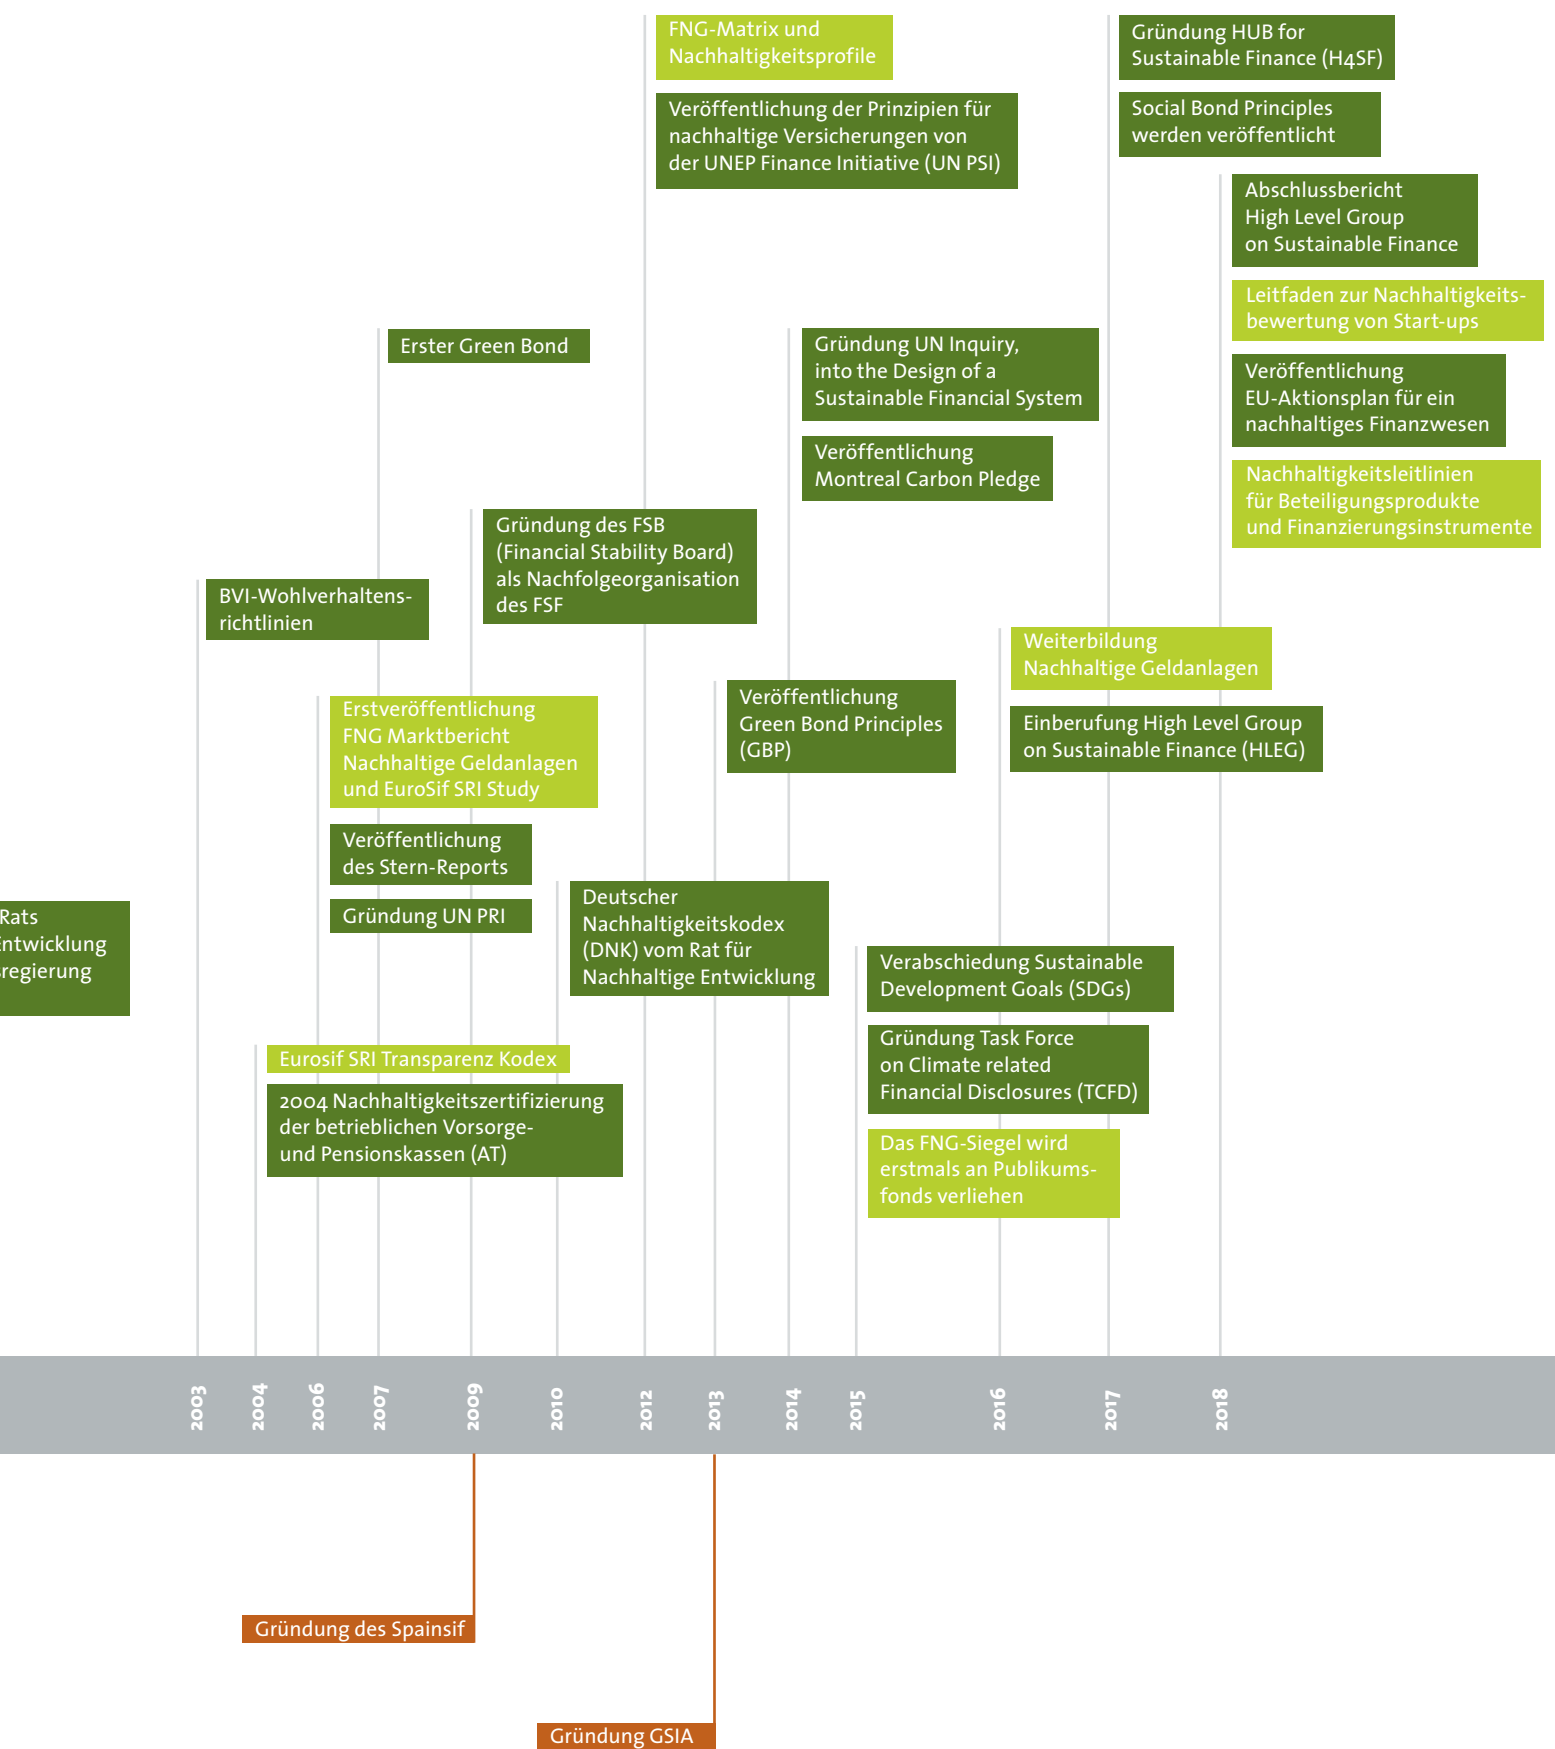 FNG-Matrix und
Nachhaltigkeitsprofile
Veröffentlichung der Prinzipien für
nachhaltige Versicherungen von
der UNEP Finance Initiative (UN PSI)
Gründung HUB for
Sustainable Finance (H4SF)
Social Bond Principles
werden veröffentlicht
Abschlussbericht
High Level Group
on Sustainable Finance
Leitfaden zur Nachhaltigkeits-
bewertung von Start-ups
Veröffentlichung
EU-Aktionsplan für ein
nachhaltiges Finanzwesen
Nachhaltigkeitsleitlinien
für Beteiligungsprodukte
und Finanzierungsinstrumente
Erster Green Bond
Gründung UN Inquiry,
into the Design of a
Sustainable Financial System
Veröffentlichung
Montreal Carbon Pledge
Gründung des FSB
(Financial Stability Board)
als Nachfolgeorganisation
des FSF
BVI-Wohlverhaltens-
richtlinien
Weiterbildung
Nachhaltige Geldanlagen
Einberufung High Level Group
on Sustainable Finance (HLEG)
Erstveröffentlichung
FNG Marktbericht
Nachhaltige Geldanlagen
und EuroSif SRI Study
Veröffentlichung
des Stern-Reports
Gründung UN PRI
Veröffentlichung
Green Bond Principles
(GBP)
Rats
Entwicklung
regierung
Deutscher
Nachhaltigkeitskodex
(DNK) vom Rat für
Nachhaltige Entwicklung
Verabschiedung Sustainable
Development Goals (SDGs)
Gründung Task Force
on Climate related
Financial Disclosures (TCFD)
Das FNG-Siegel wird
erstmals an Publikums-
fonds verliehen
Eurosif SRI Transparenz Kodex
2004 Nachhaltigkeitszertifizierung
der betrieblichen Vorsorge-
und Pensionskassen (AT)
2003
2004
2006
2007
2009
2010
2012
2013
2014
2015
2016
2017
2018
Gründung des Spainsif
Gründung GSIA